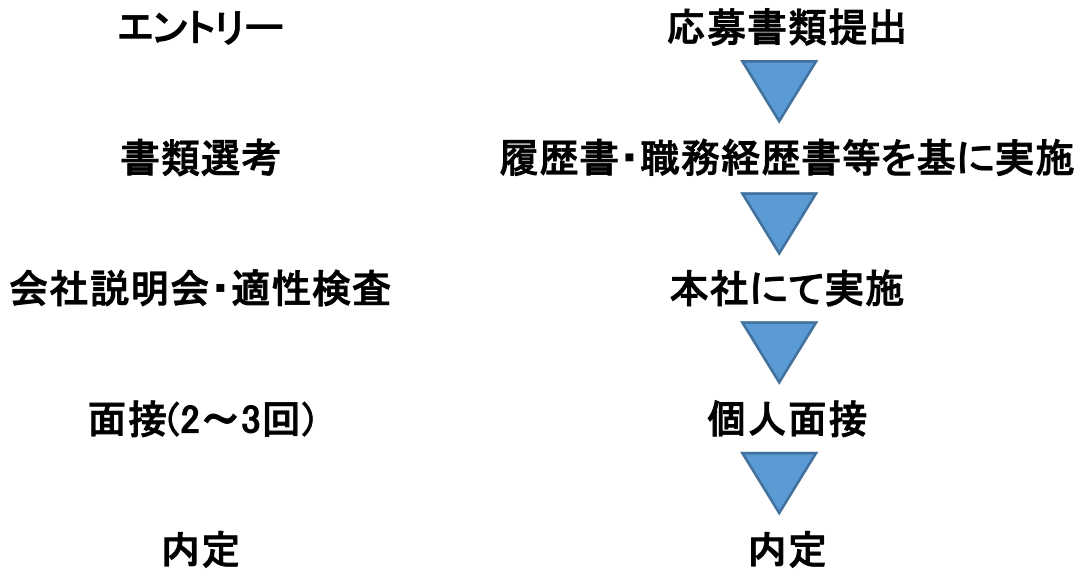 エントリー 応募書類提出
書類選考 履歴書・職務経歴書等を基に実施
会社説明会・適性検査 本社にて実施
面接(2～3回) 個人面接
内定 内定